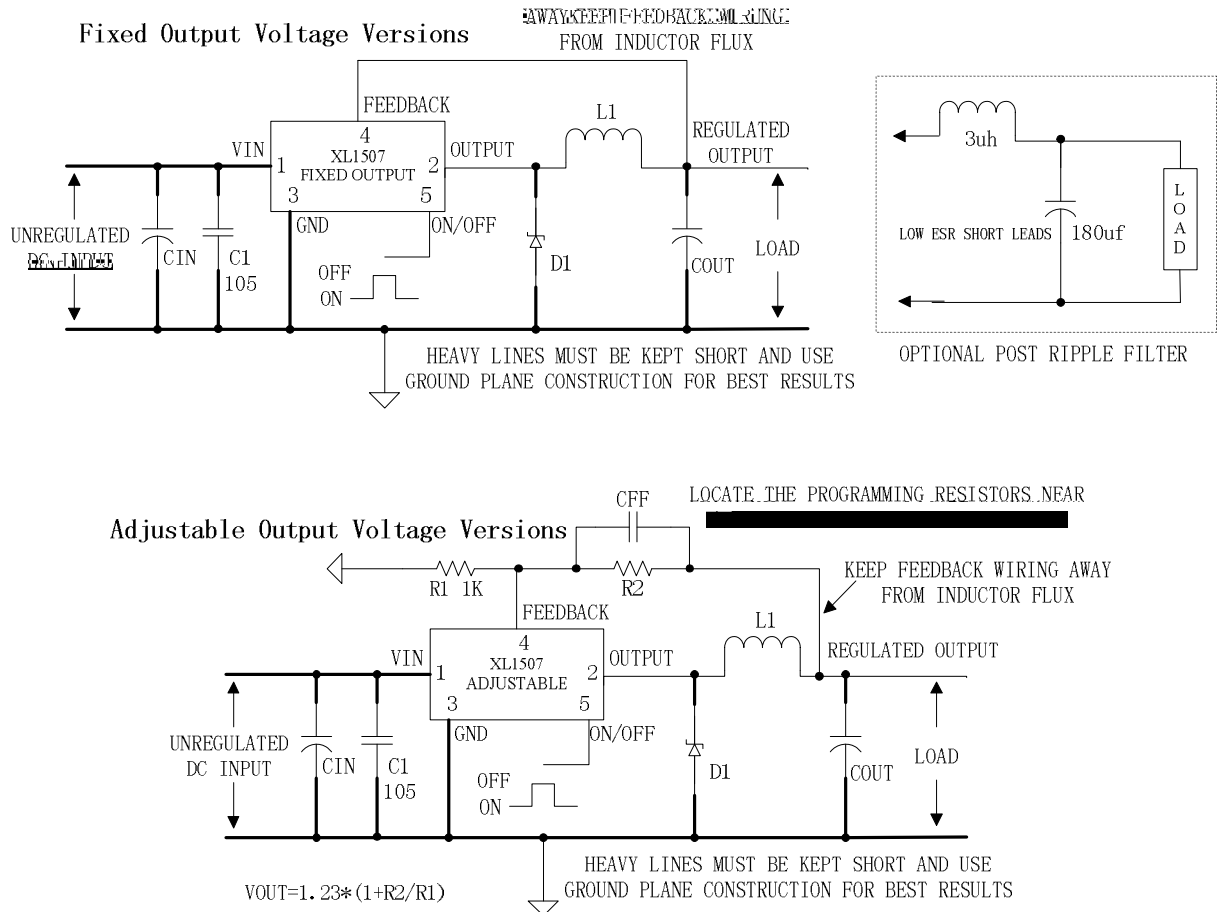 Fixed Output Voltage Versions
FROM INDUCTOR FLUX
FEEDBACK
4
XL1507
FIXED OUTPUT
VIN
1
2
OUTPUT
3
5
GND
ON/OFF
L1
REGULATED
OUTPUT
UNREGULATED
CIN
C1
105
OFF
ON
D1
COUT
LOAD
HEAVY LINES MUST BE KEPT SHORT AND USE
GROUND PLANE CONSTRUCTION FOR BEST RESULTS
3uh
LOW ESR SHORT LEADS
180uf
LOAD
OPTIONAL POST RIPPLE FILTER
Adjustable Output Voltage Versions
CFF
LOCATE THE PROGRAMMING RESISTORS NEAR
R1 1K
R2
KEEP FEEDBACK WIRING AWAY
FROM INDUCTOR FLUX
FEEDBACK
4
XL1507
ADJUSTABLE
VIN
1
2
OUTPUT
3
5
GND
ON/OFF
L1
REGULATED OUTPUT
UNREGULATED
DC INPUT
CIN
C1
105
OFF
ON
D1
COUT
LOAD
HEAVY LINES MUST BE KEPT SHORT AND USE
GROUND PLANE CONSTRUCTION FOR BEST RESULTS
VOUT=1.23*(1+R2/R1)